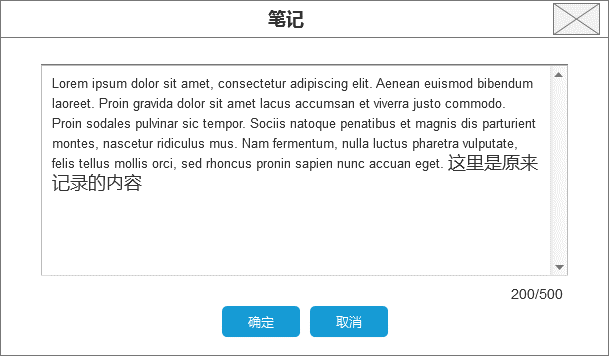 笔记
Lorem ipsum dolor sit amet, consectetur adipiscing elit. Aenean euismod bibendum
laoreet. Proin gravida dolor sit amet lacus accumsan et viverra justo commodo.
Proin sodales pulvinar sic tempor. Sociis natoque penatibus et magnis dis parturient
montes, nascetur ridiculus mus. Nam fermentum, nulla luctus pharetra vulputate,
felis tellus mollis orci, sed rhoncus pronin sapien nunc accuan eget. 这里是原来
记录的内容
200/500
确定 取消